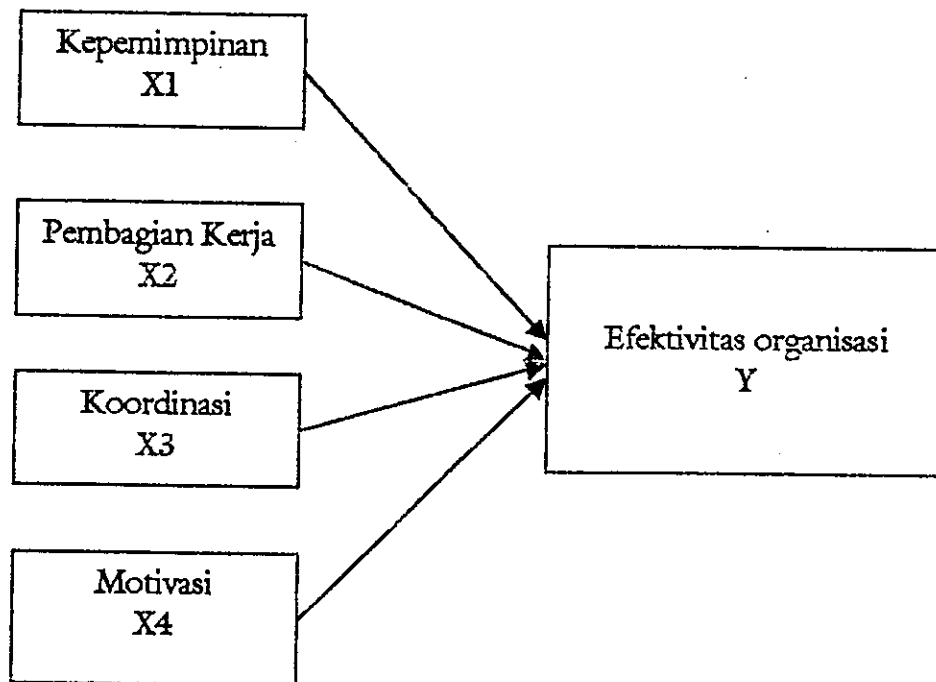 Kepemimpinan
X1
Pembagian Kerja
X2
Koordinasi
X3
Motivasi
X4
Efektivitas organisasi
Y